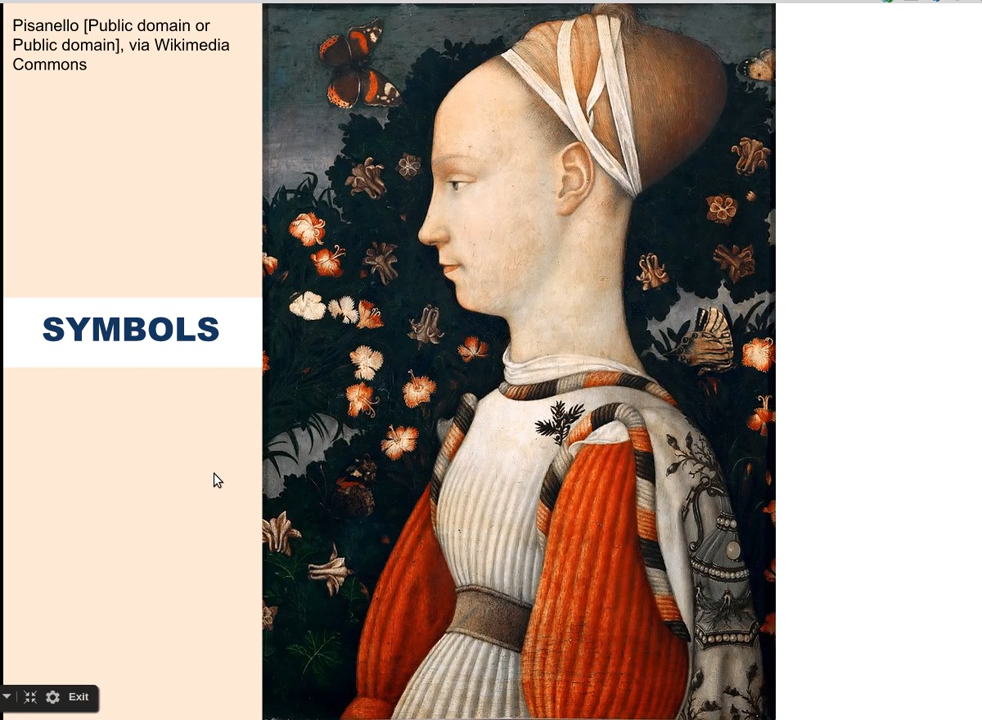 Pisanello [Public domain or
Public domain], via Wikimedia
Commons
SYMBOLS
Exit